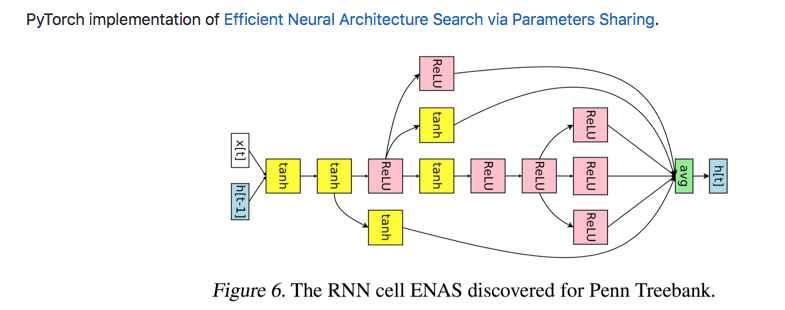 PyTorch implementation of Efficient Neural Architecture Search via Parameters Sharing.
ReLU
tanh
ReLU
x[t]
h[t-1]
tanh
tanh
ReLU
tanh
ReLU
ReLU
ReLU
avg
h[t]
tanh
ReLU
Figure 6. The RNN cell ENAS discovered for Penn Treebank.